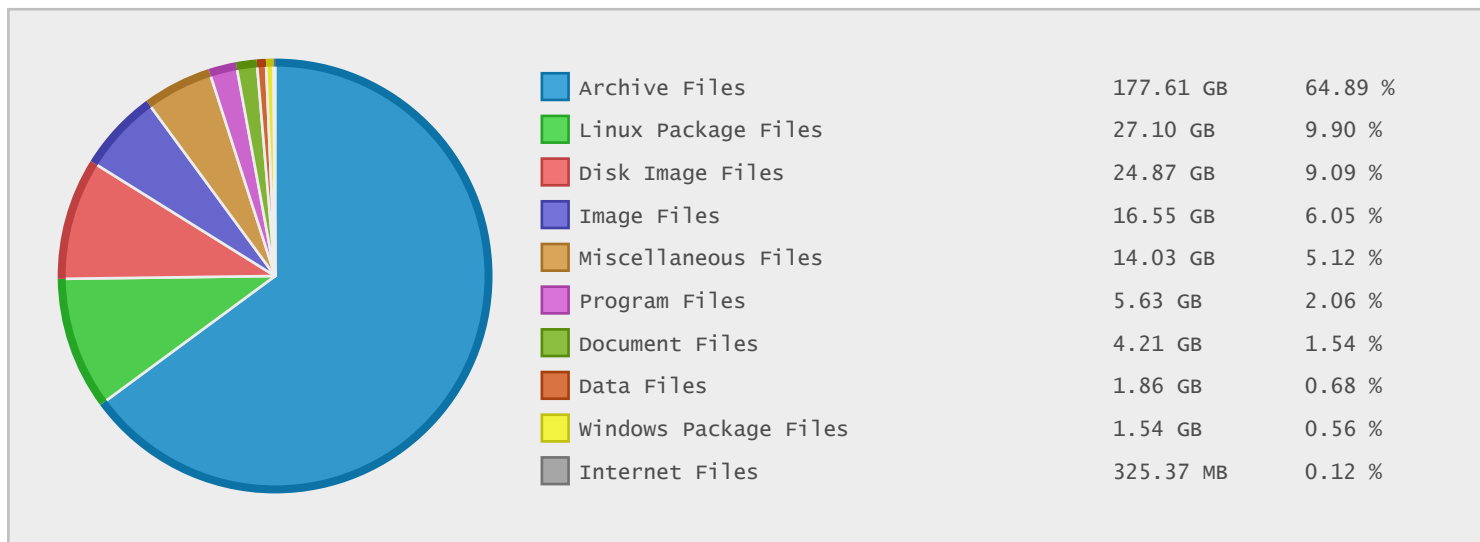 Archive Files 177.61 GB 64.89 %
Linux Package Files 27.10 GB 9.90 %
Disk Image Files 24.87 GB 9.09 %
Image Files 16.55 GB 6.05 %
Miscellaneous Files 14.03 GB 5.12 %
Program Files 5.63 GB 2.06 %
Document Files 4.21 GB 1.54 %
Data Files 1.86 GB 0.68 %
Windows Package Files 1.54 GB 0.56 %
Internet Files 325.37 MB 0.12 %